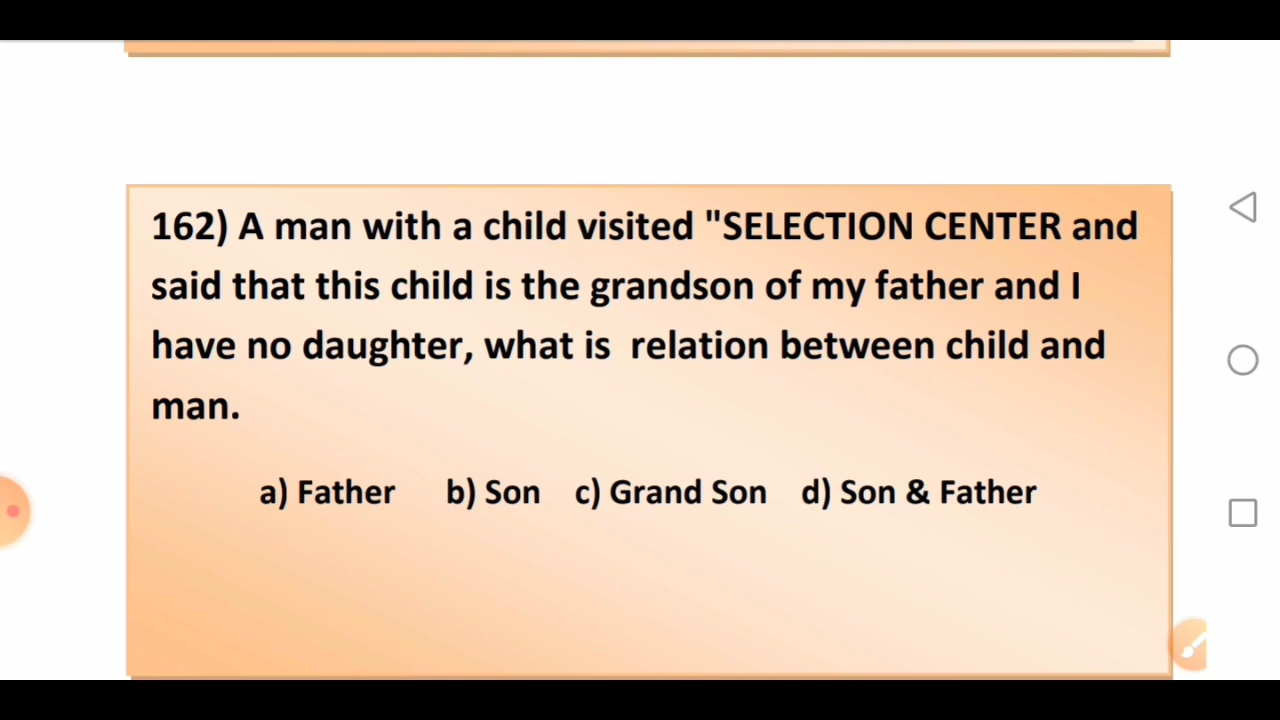 162) A man with a child visited "SELECTION CENTER and
said that this child is the grandson of my father and I
have no daughter, what is relation between child and
man.
a) Father b) Son c) Grand Son d) Son & Father